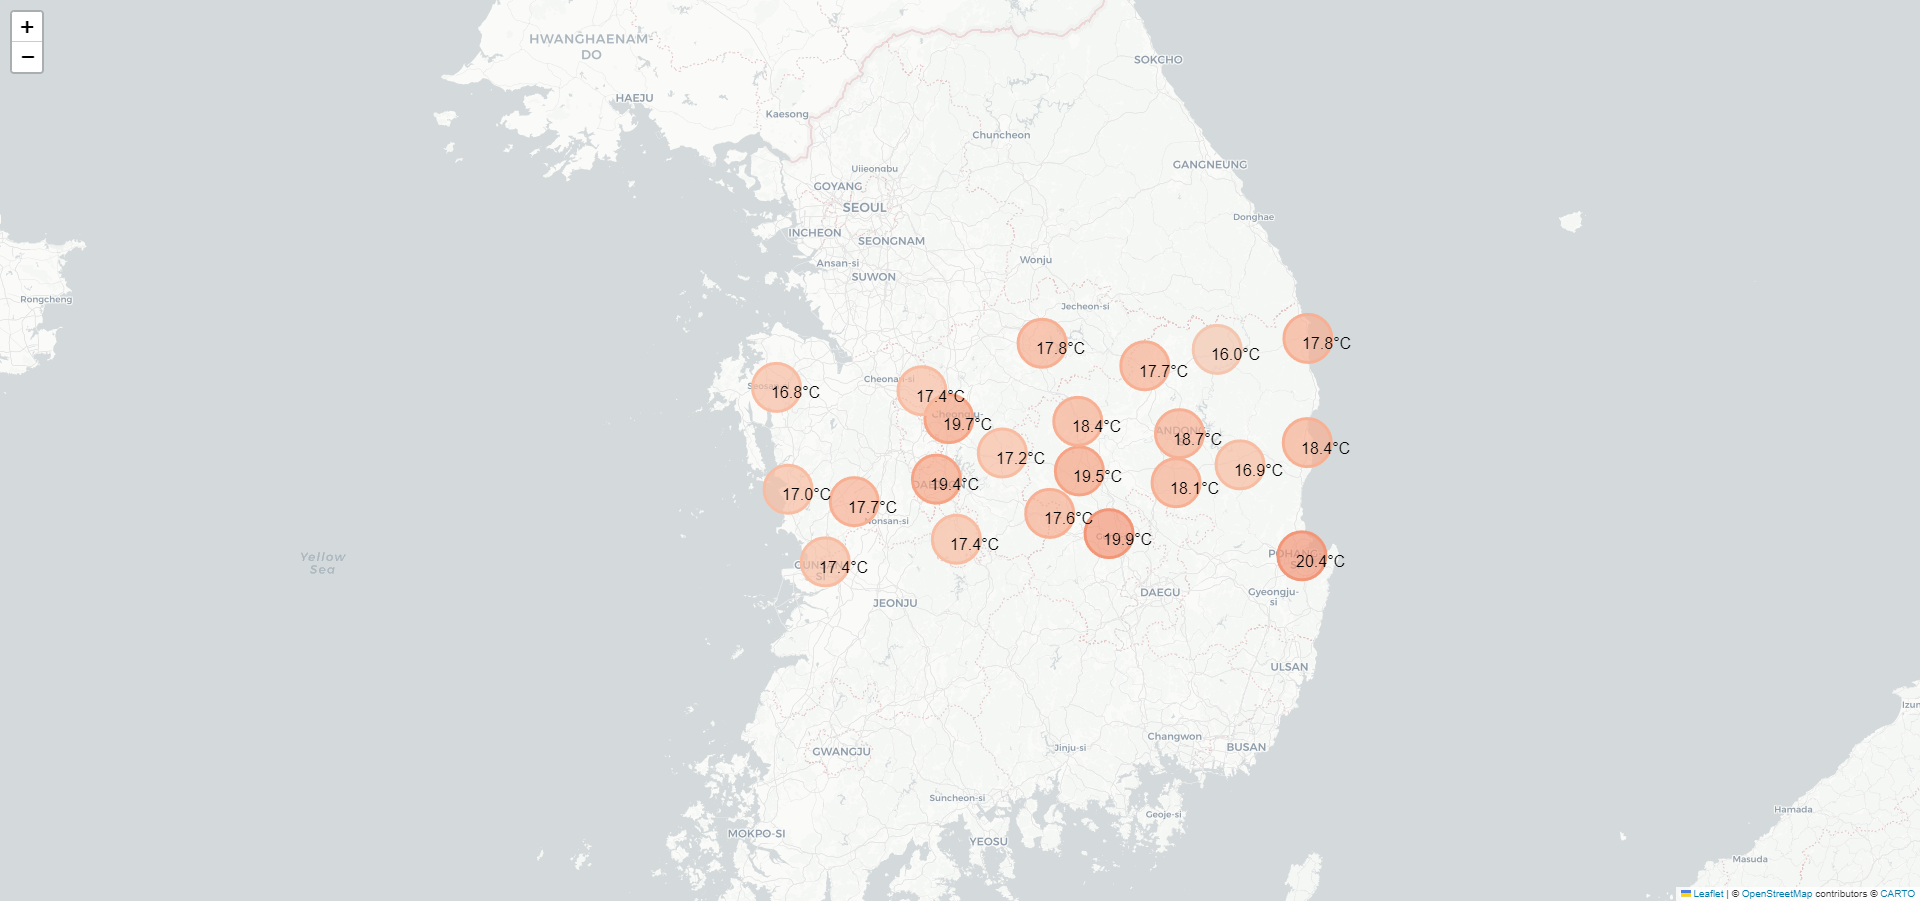 +
−
HWANGHAENAM-
DO
SOKCHO
HAEJU
Kaesong
Chuncheon
GANGNEUNG
Uijeongbu
GOYANG
SEOUL
Donghae
INCHEON
SEONGNAM
Ansan-si
SUWON
Wonju
Rongcheng
Jecheon-si
17.8°C
17.8°C
16.0°C
17.7°C
Cheonan-si
16.8°C
17.4°C
19.7°C
18.4°C
ANDONG
18.7°C
18.4°C
17.2°C
16.9°C
19.5°C
19.4°C
18.1°C
17.0°C
17.7°C
Nonsan-si
17.6°C
19.9°C
17.4°C
Yellow
Sea
20.4°C
17.4°C
JEONJU
DAEGU
Gyeongju-
si
ULSAN
Changwon
BUSAN
Jinju-si
GWANGJU
Suncheon-si
Geoje-si
Hamada
MOKPO-SI
YEOSU
Masuda
Leaflet | © OpenStreetMap contributors © CARTO